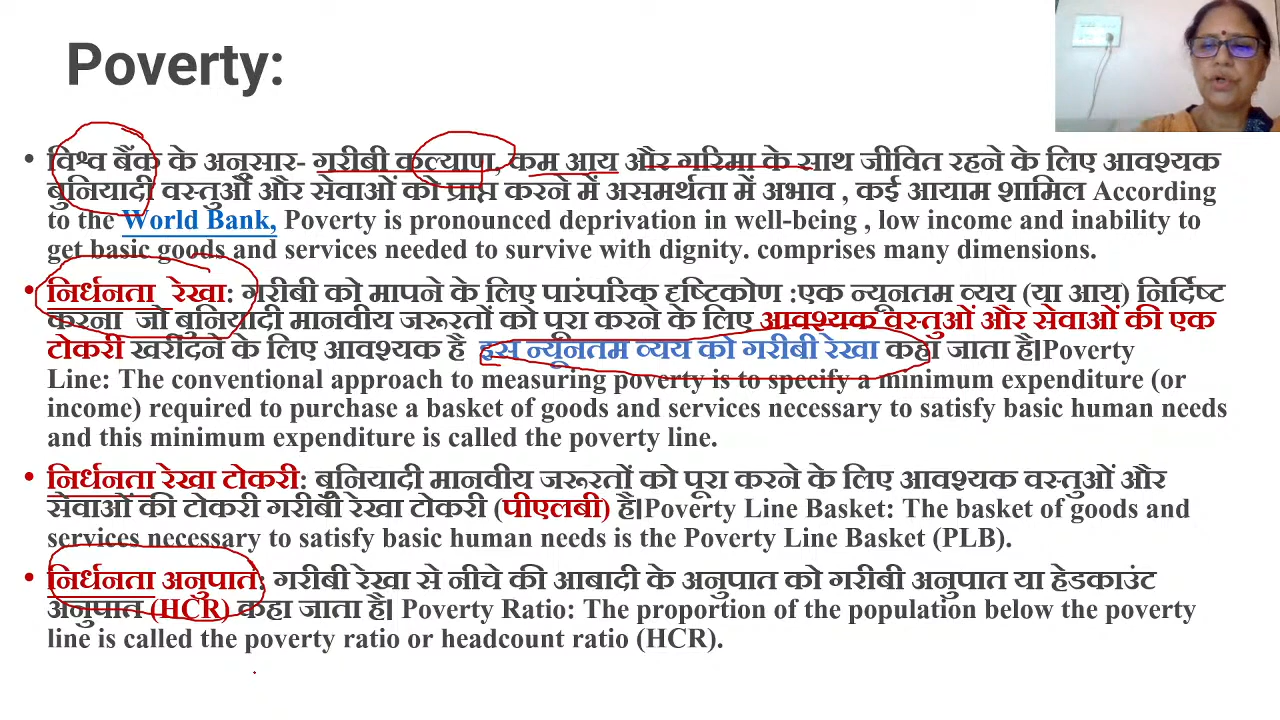 Poverty:
• विश्व बैंक के अनुसार- गरीबी कल्याण, कम आय और गरिमा के साथ जीवित रहने के लिए आवश्यक
बुनियादी वस्तुओं और सेवाओं को प्राप्त करने में असमर्थता में अभाव , कई आयाम शामिल According
to the World Bank, Poverty is pronounced deprivation in well-being , low income and inability to
get basic goods and services needed to survive with dignity. comprises many dimensions.
• निर्धनता रेखा: गरीबी को मापने के लिए पारंपरिक दृष्टिकोण :एक न्यूनतम व्यय (या आय) निर्दिष्ट
करना जो बुनियादी मानवीय जरूरतों को पूरा करने के लिए आवश्यक वस्तुओं और सेवाओं की एक
टोकरी खरीदने के लिए आवश्यक है इस न्यूनतम व्यय को गरीबी रेखा कहा जाता है।Poverty
Line: The conventional approach to measuring poverty is to specify a minimum expenditure (or
income) required to purchase a basket of goods and services necessary to satisfy basic human needs
and this minimum expenditure is called the poverty line.
• निर्धनता रेखा टोकरी: बुनियादी मानवीय जरूरतों को पूरा करने के लिए आवश्यक वस्तुओं और
सेवाओं की टोकरी गरीबी रेखा टोकरी (पीएलबी) है।Poverty Line Basket: The basket of goods and
services necessary to satisfy basic human needs is the Poverty Line Basket (PLB).
• निर्धनता अनुपात: गरीबी रेखा से नीचे की आबादी के अनुपात को गरीबी अनुपात या हेडकाउंट
अनुपात (HCR) कहा जाता है। Poverty Ratio: The proportion of the population below the poverty
line is called the poverty ratio or headcount ratio (HCR).